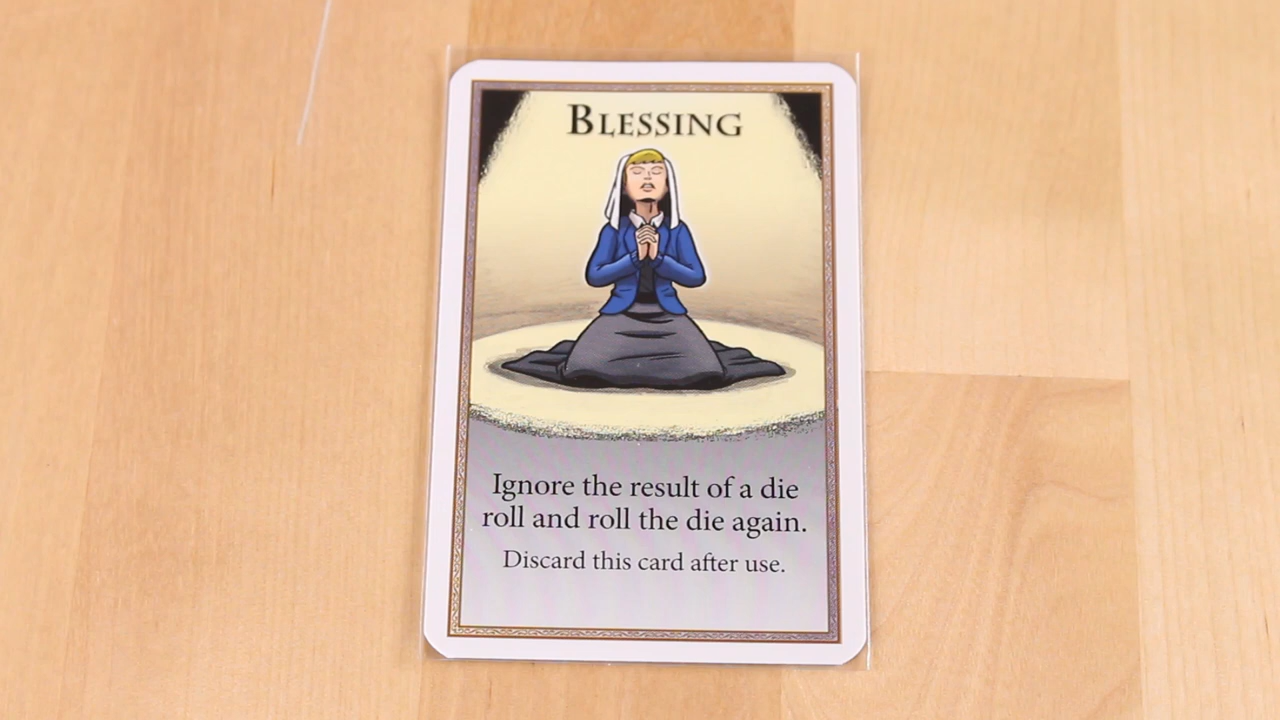 Blessing
Ignore the result of a die
roll and roll the die again.
Discard this card after use.